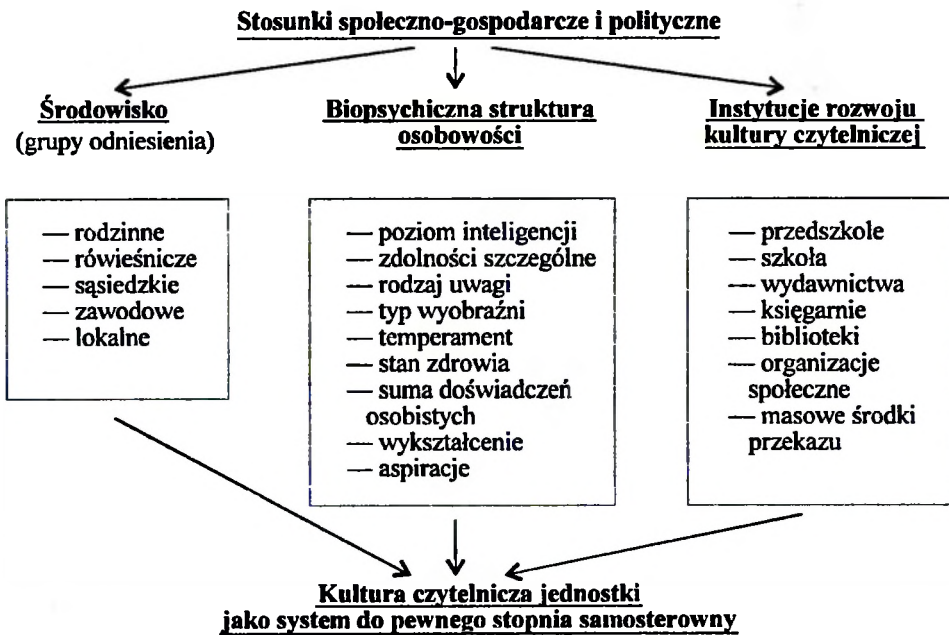 Stosunki społeczno-gospodarcze i polityczne
Środowisko
(grupy odniesienia)
Biopsychiczna struktura
osobowości
Instytucje rozwoju
kultury czytelniczej
— rodzinne
— rówieśnicze
— sąsiedzkie
— zawodowe
— lokalne
— poziom inteligencji
— zdolności szczególne
— rodzaj uwagi
— typ wyobraźni
— temperament
— stan zdrowia
— suma doświadczeń
osobistych
— wykształcenie
— aspiracje
— przedszkole
— szkoła
— wydawnictwa
— księgarnie
— biblioteki
— organizacje
społeczne
— masowe środki
przekazu
Kultura czytelnicza jednostki
jako system do pewnego stopnia samosterowny